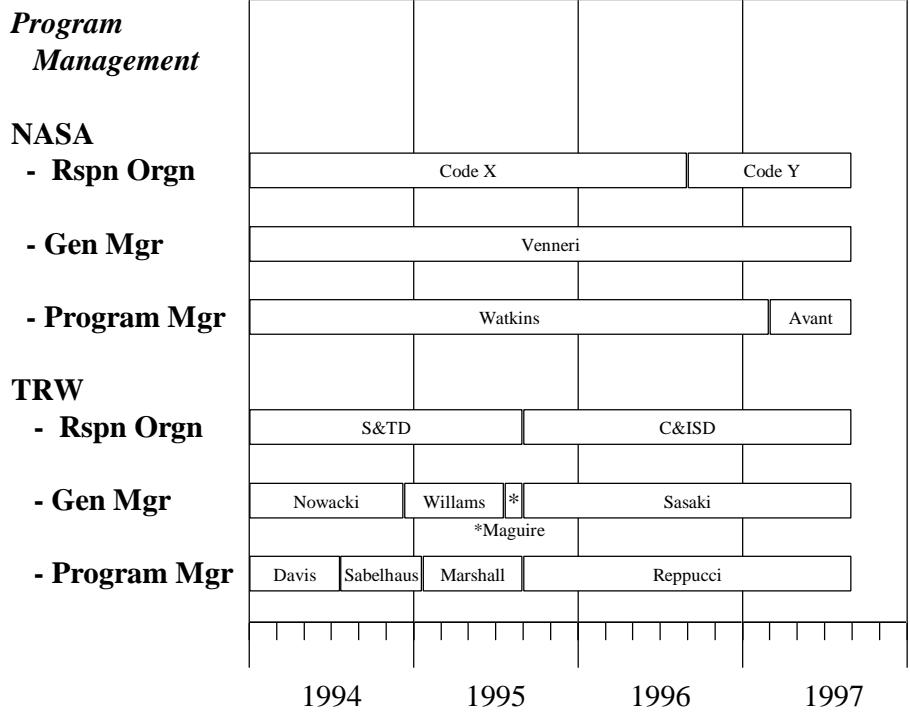 Program
Management
NASA
- Rspn Orgn
Code X
Code Y
- Gen Mgr
Venneri
- Program Mgr
Watkins
Avant
TRW
- Rspn Orgn
S&TD
C&ISD
- Gen Mgr
Nowacki
Willams
*
Sasaki
*Maguire
- Program Mgr
Davis
Sabelhaus
Marshall
Reppucci
1994
1995
1996
1997